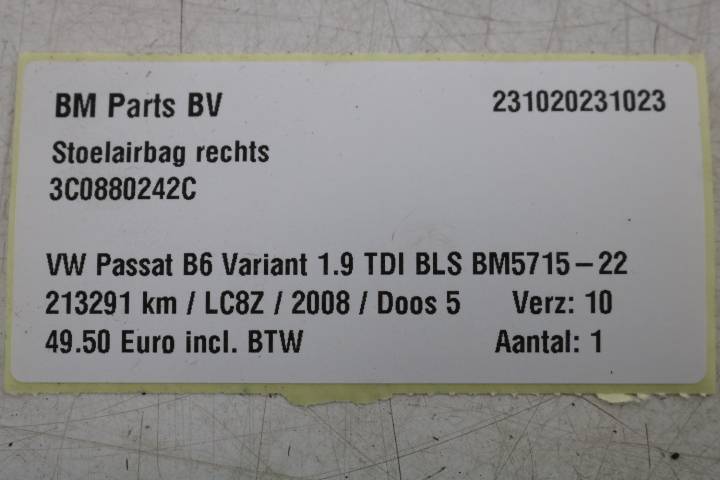 BM Parts BV 231020231023
Stoelairbag rechts
3C0880242C
VW Passat B6 Variant 1.9 TDI BLS BM5715-22
213291 km / LC8Z / 2008 / Doos 5 Verz: 10
49.50 Euro incl. BTW Aantal: 1